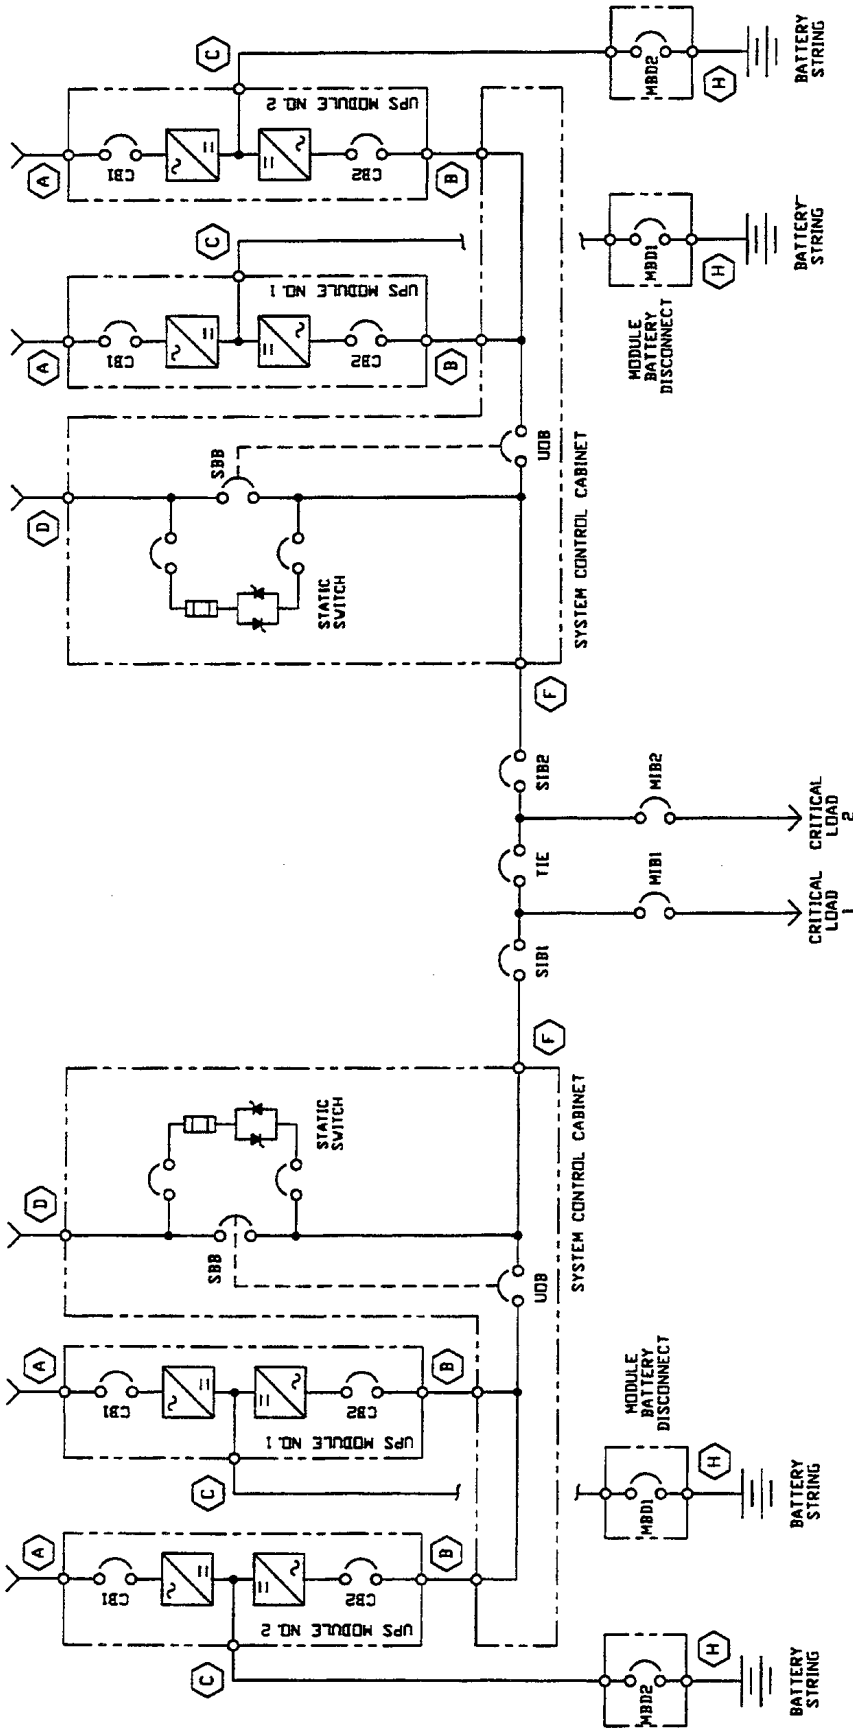 A
A
D
D
A
A
UPS MODULE NO. 2
CB1
CB2
C
B
UPS MODULE NO. 1
CB1
CB2
C
B
SBB
STATIC
SWITCH
UOB
SYSTEM CONTROL CABINET
F
SIB1
TIE
SIB2
F
SBB
STATIC
SWITCH
UOB
SYSTEM CONTROL CABINET
UPS MODULE NO. 1
CB1
CB2
C
B
UPS MODULE NO. 2
CB1
CB2
C
B
MBD2
H
BATTERY
STRING
MODULE
BATTERY
DISCONNECT
MBD1
H
BATTERY
STRING
MIB1
CRITICAL
LOAD
1
MIB2
CRITICAL
LOAD
2
MODULE
BATTERY
DISCONNECT
MBD1
H
BATTERY
STRING
MBD2
H
BATTERY
STRING